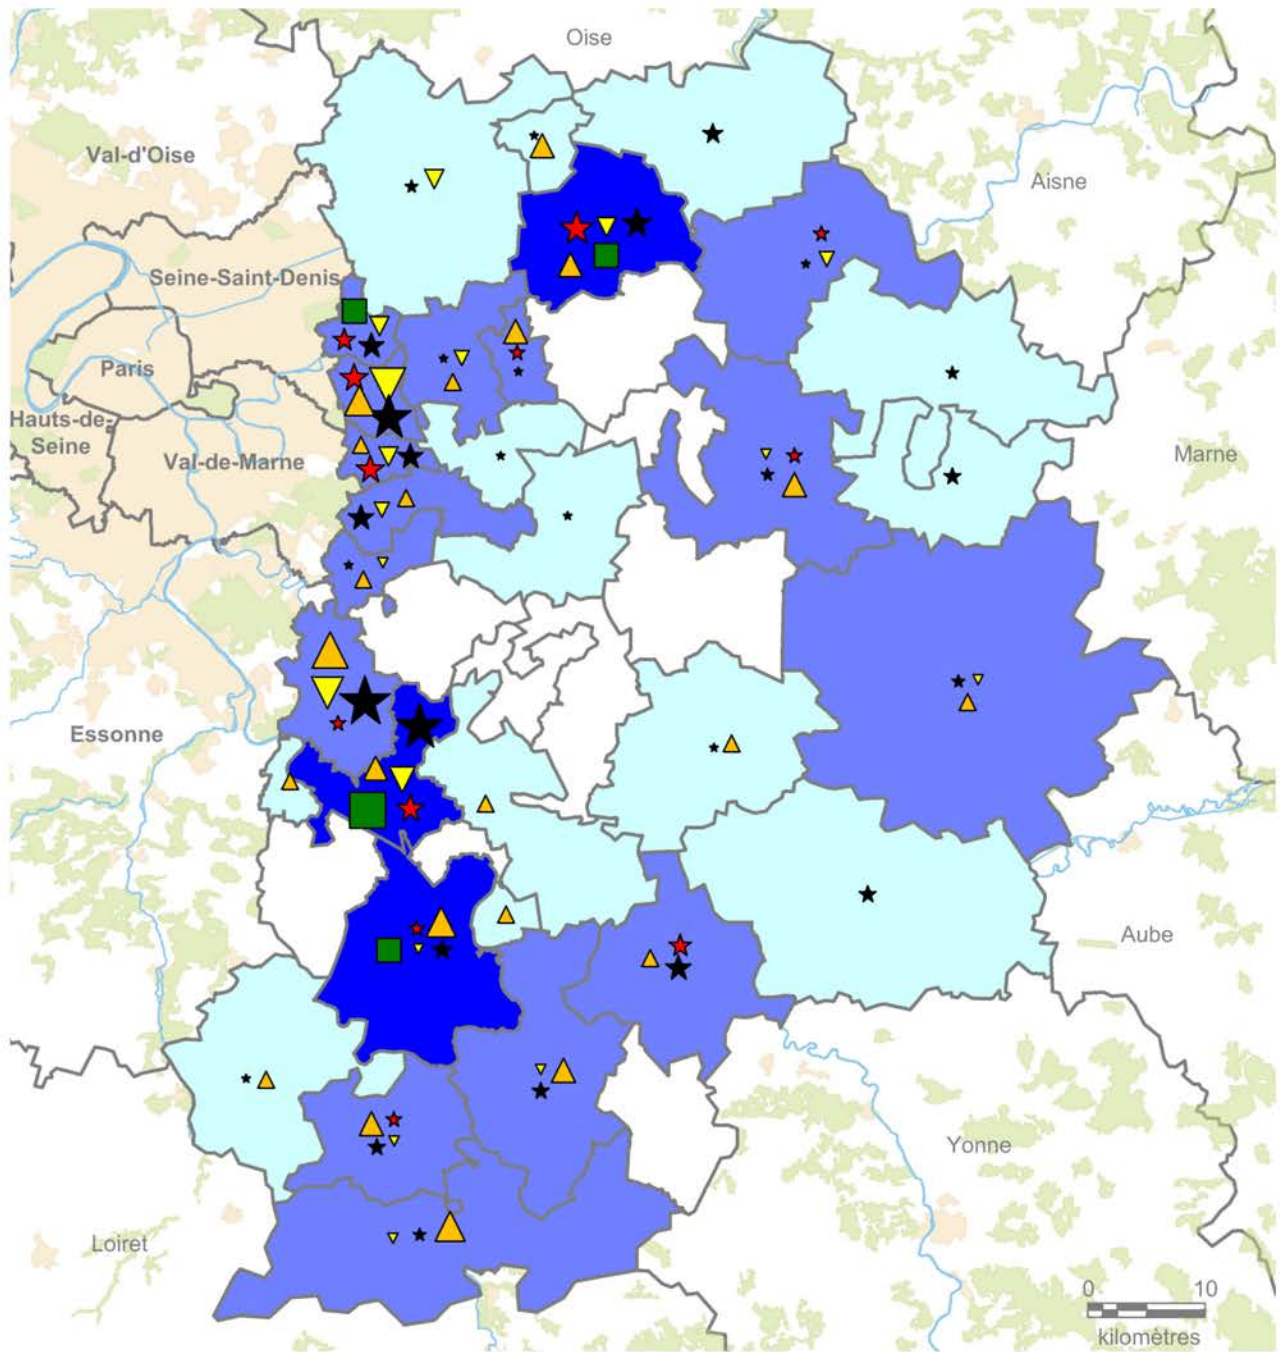 Oise
Val-d'Oise
Aisne
Seine-Saint-Denis
Paris
Hauts-de-
Seine
Val-de-Marne
Marne
Essonne
Aube
Yonne
Loiret
0 10
kilomètres